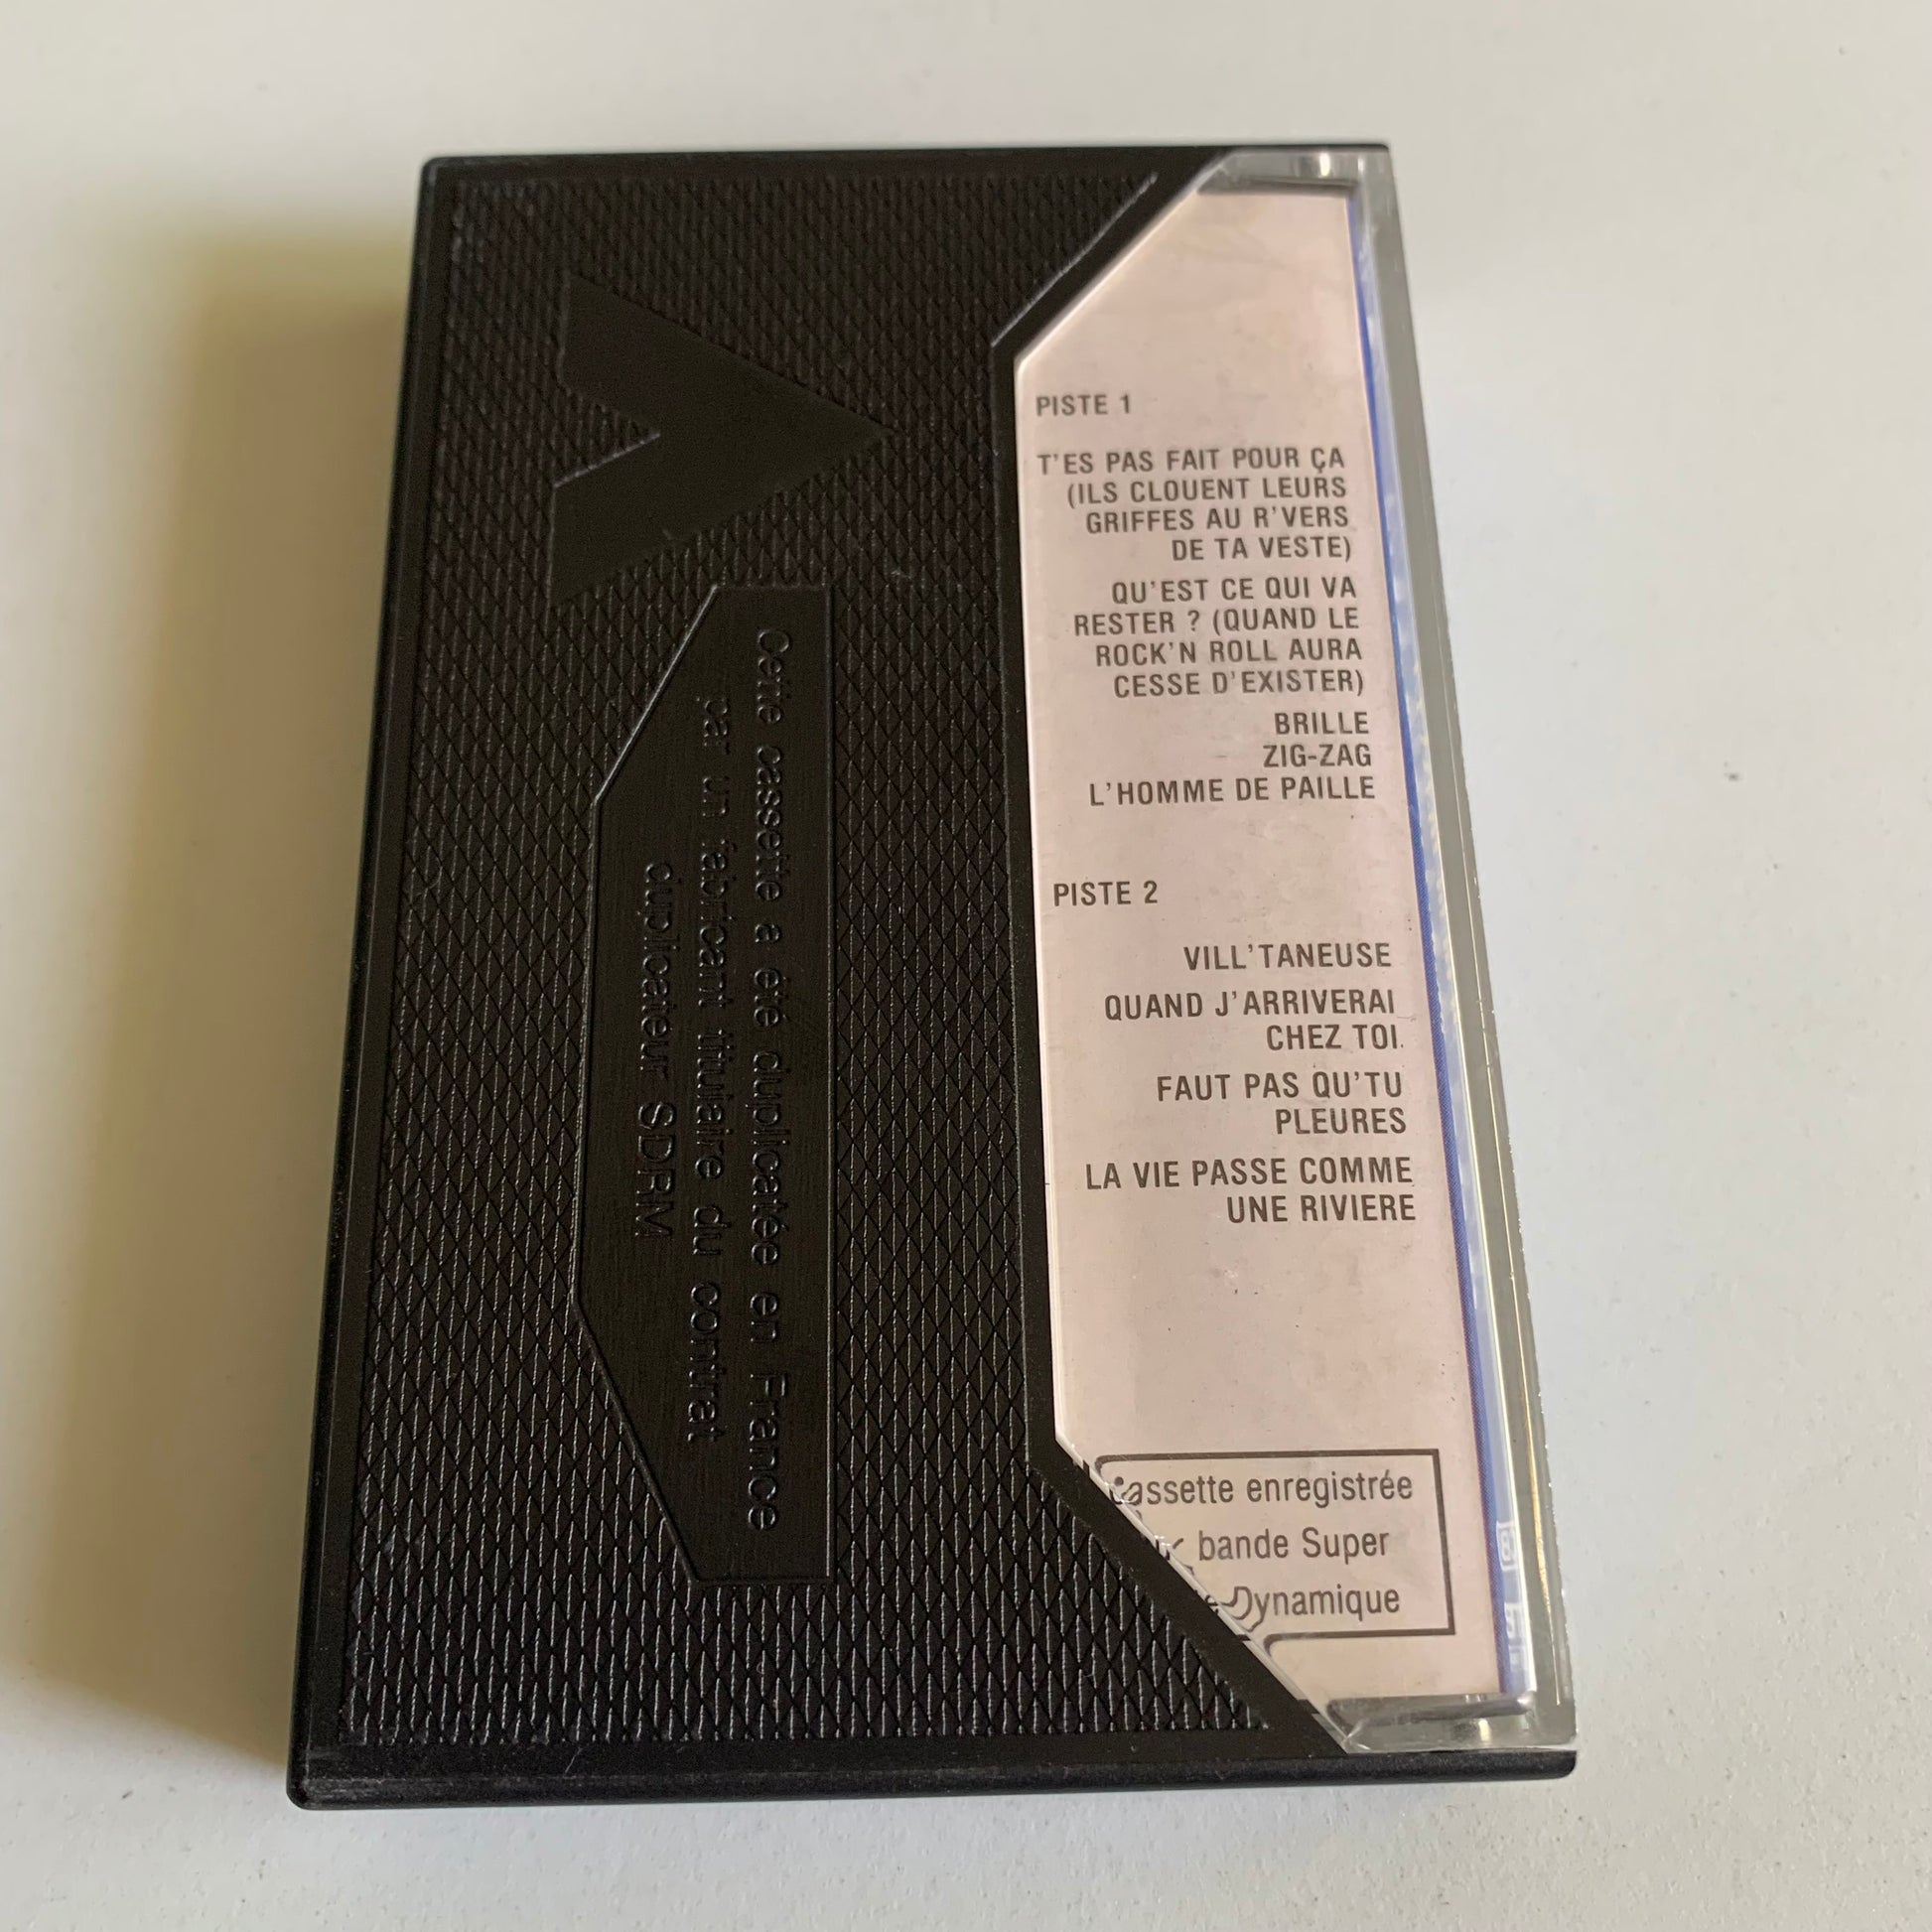 PISTE 1
T'ES PAS FAIT POUR ÇA
(ILS CLOUENT LEURS
GRIFFES AU R'VERS
DE TA VESTE)
QU'EST CE QUI VA
RESTER ? (QUAND LE
ROCK'N ROLL AURA
CESSE D'EXISTER)
BRILLE
ZIG-ZAG
L'HOMME DE PAILLE
PISTE 2
VILL'TANEUSE
QUAND J'ARRIVERAI
CHEZ TOI
FAUT PAS QU'TU
PLEURES
LA VIE PASSE COMME
UNE RIVIERE
Cassette enregistrée
bande Super
Dynamique
Cette cassette a été duplicatée en France
par un fabricant titulaire du contrat
duplicateur SDRM